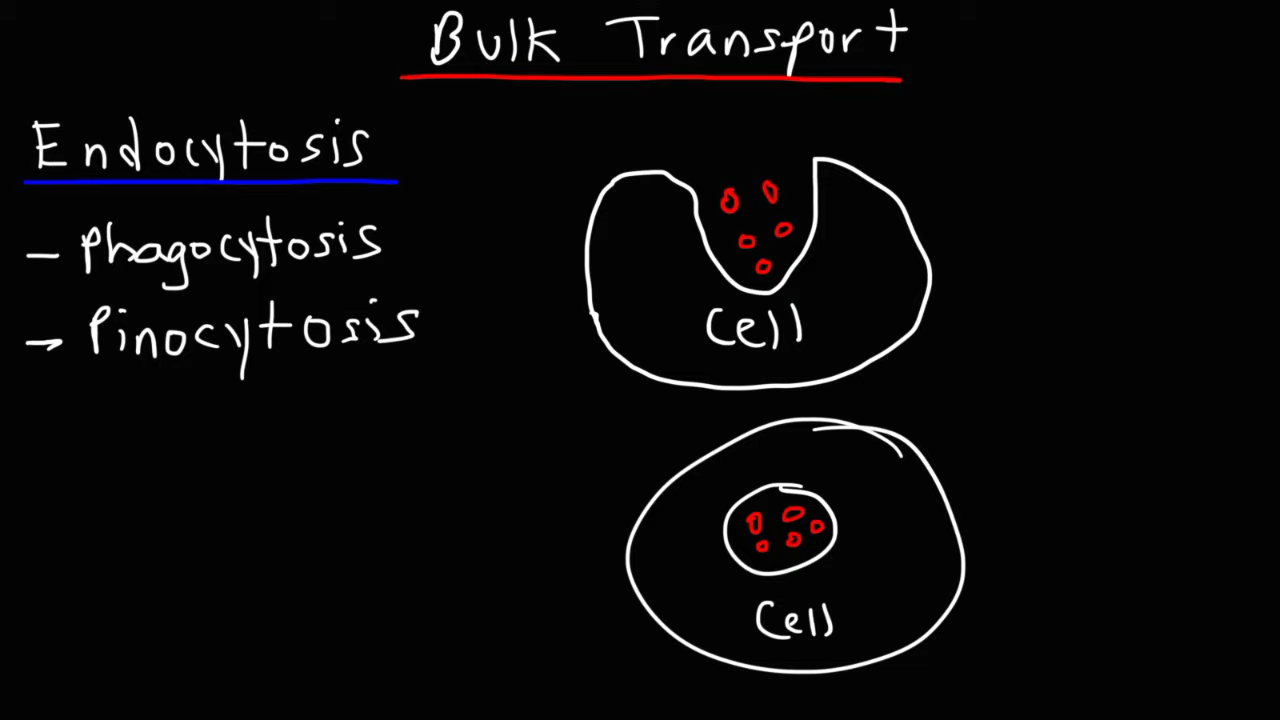 Bulk Transport
Endocytosis
- Phagocytosis
- Pinocytosis
Cell
Cell